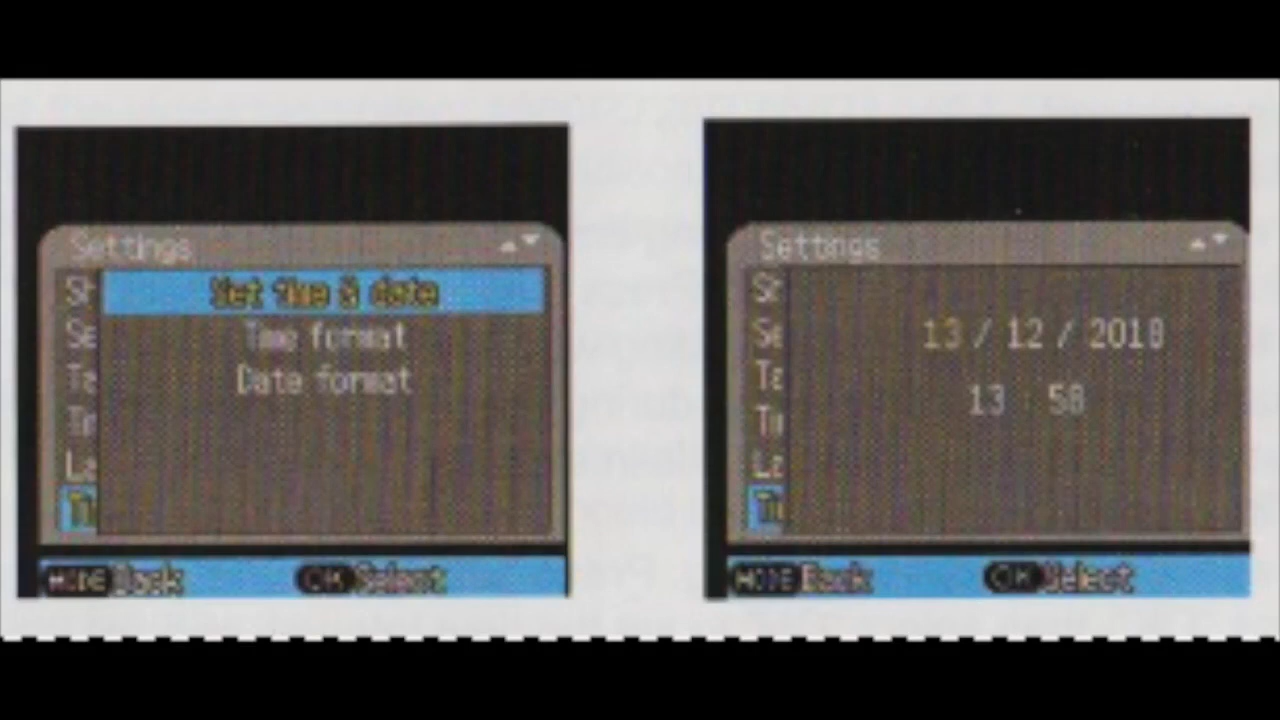 Settings
Set time & date
Time format
Date format
MODE Back
OK Select
Settings
13 / 12 / 2018
13 : 58
MODE Back
OK Select